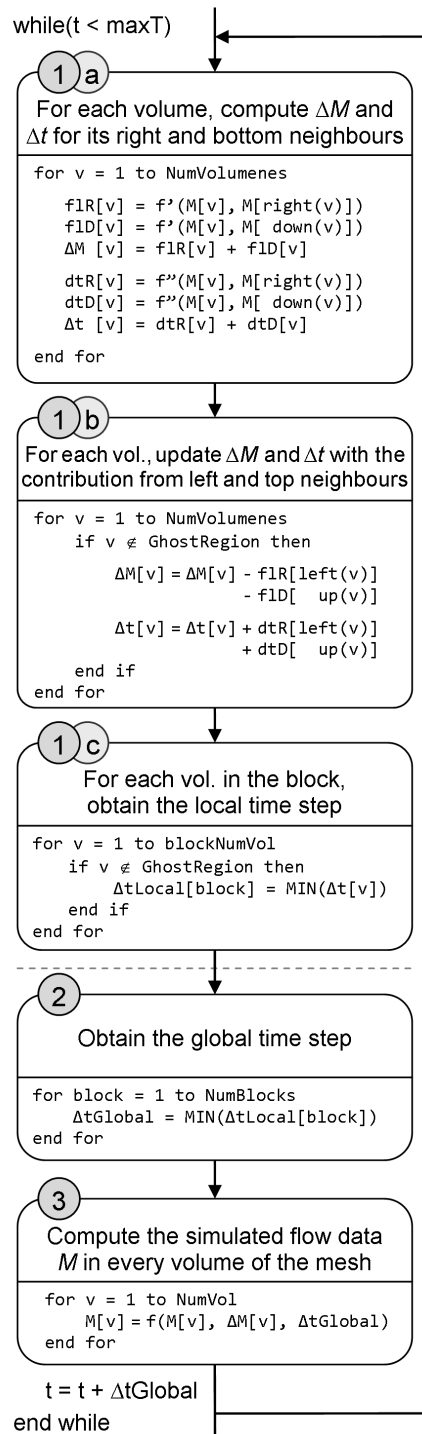 while(t < maxT)
1 a
For each volume, compute ΔM and
Δt for its right and bottom neighbours
for v = 1 to NumVolumenes
flR[v] = f’(M[v], M[right(v)])
flD[v] = f’(M[v], M[ down(v)])
ΔM [v] = flR[v] + flD[v]
dtR[v] = f”(M[v], M[right(v)])
dtD[v] = f”(M[v], M[ down(v)])
Δt [v] = dtR[v] + dtD[v]
end for
1 b
For each vol., update ΔM and Δt with the
contribution from left and top neighbours
for v = 1 to NumVolumenes
if v ∉ GhostRegion then
ΔM[v] = ΔM[v] - flR[left(v)]
- flD[ up(v)]
Δt[v] = Δt[v] + dtR[left(v)]
+ dtD[ up(v)]
end if
end for
1 c
For each vol. in the block,
obtain the local time step
for v = 1 to blockNumVol
if v ∉ GhostRegion then
ΔtLocal[block] = MIN(Δt[v])
end if
end for
2
Obtain the global time step
for block = 1 to NumBlocks
ΔtGlobal = MIN(ΔtLocal[block])
end for
3
Compute the simulated flow data
M in every volume of the mesh
for v = 1 to NumVol
M[v] = f(M[v], ΔM[v], ΔtGlobal)
end for
t = t + ΔtGlobal
end while